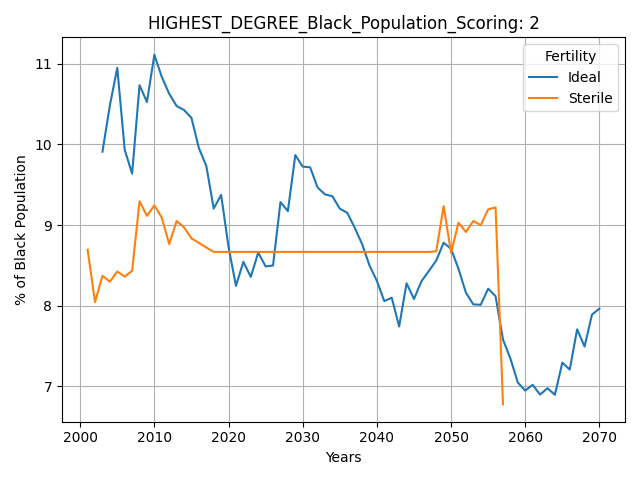 HIGHEST_DEGREE_Black_Population_Scoring: 2
Fertility
Ideal
Sterile
% of Black Population
11
10
9
8
7
2000 2010 2020 2030 2040 2050 2060 2070
Years